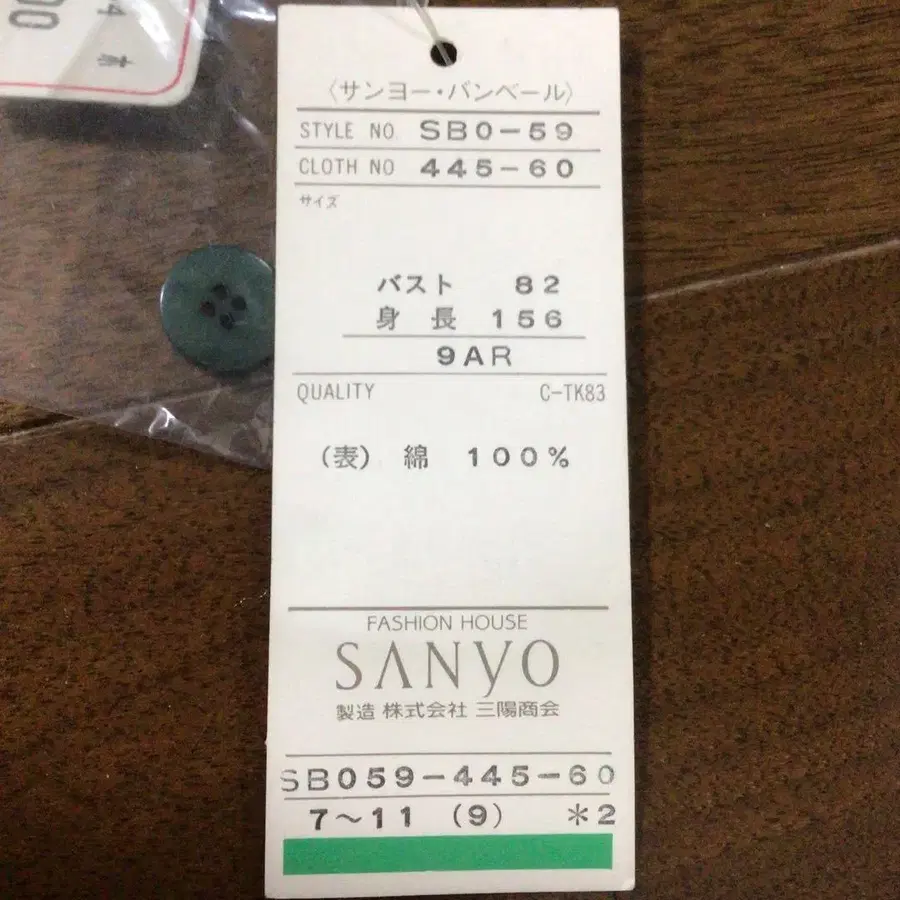 〈サンヨー・バンベール〉
STYLE NO. SB0-59
CLOTH NO 445-60
サイズ
バスト 82
身長 156
9AR
QUALITY C-TK83
(表) 綿 100%
FASHION HOUSE
SANYO
製造 株式会社 三陽商会
SB059-445-60
7〜11 (9) *2